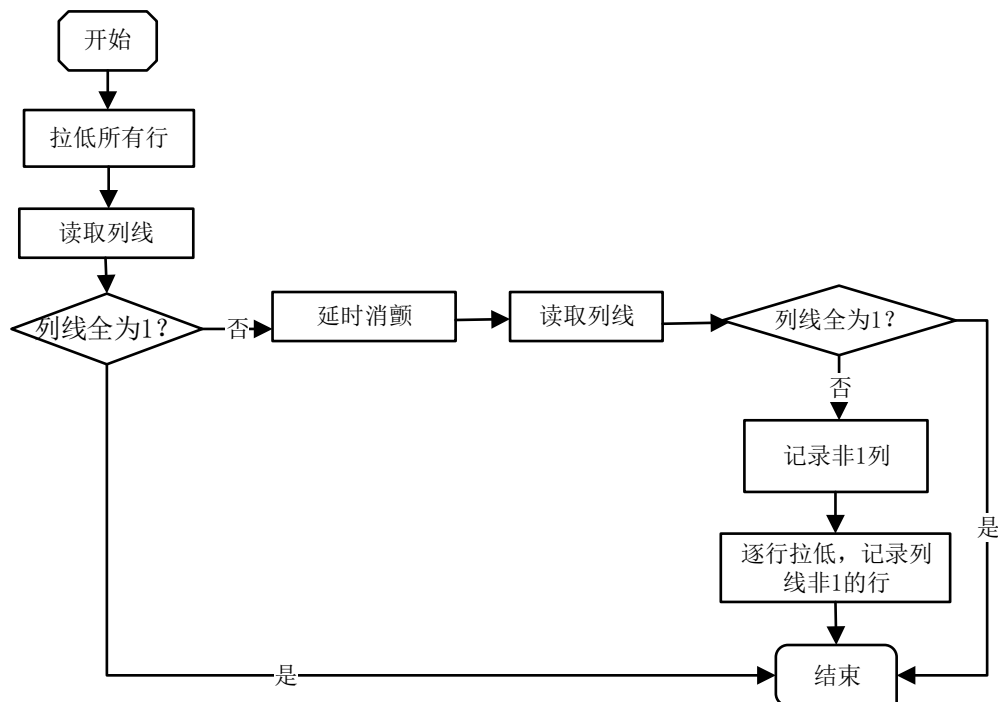 开始
拉低所有行
读取列线
列线全为1？
否
延时消颤
读取列线
列线全为1？
否
记录非1列
是
逐行拉低，记录列
线非1的行
是
结束